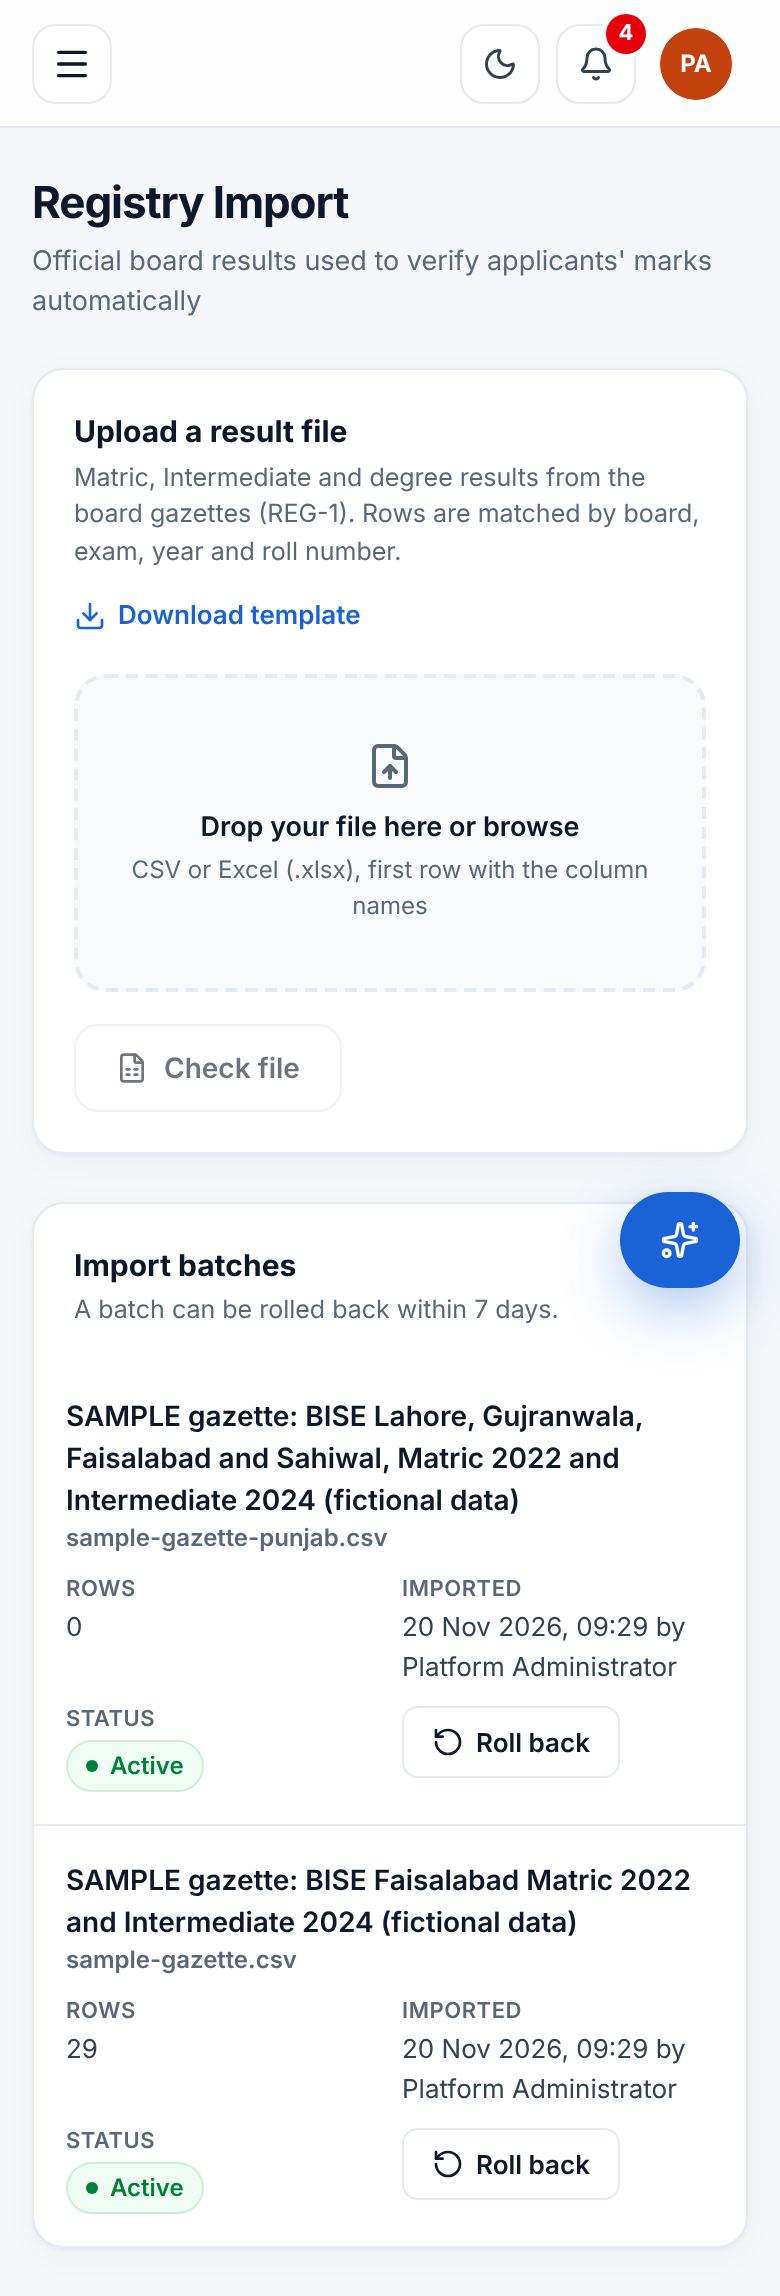 4
PA
Registry Import
Official board results used to verify applicants' marks
automatically
Upload a result file
Matric, Intermediate and degree results from the
board gazettes (REG-1). Rows are matched by board,
exam, year and roll number.
Download template
Drop your file here or browse
CSV or Excel (.xlsx), first row with the column
names
Check file
Import batches
A batch can be rolled back within 7 days.
SAMPLE gazette: BISE Lahore, Gujranwala,
Faisalabad and Sahiwal, Matric 2022 and
Intermediate 2024 (fictional data)
sample-gazette-punjab.csv
ROWS
0
IMPORTED
20 Nov 2026, 09:29 by
Platform Administrator
STATUS
Active
Roll back
SAMPLE gazette: BISE Faisalabad Matric 2022
and Intermediate 2024 (fictional data)
sample-gazette.csv
ROWS
29
IMPORTED
20 Nov 2026, 09:29 by
Platform Administrator
STATUS
Active
Roll back